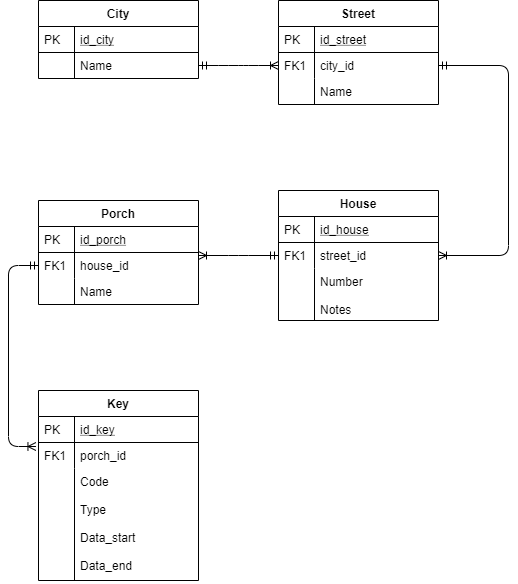 City
PK id_city
Name
Street
PK id_street
FK1 city_id
Name
Porch
PK id_porch
FK1 house_id
Name
House
PK id_house
FK1 street_id
Number
Notes
Key
PK id_key
FK1 porch_id
Code
Type
Data_start
Data_end